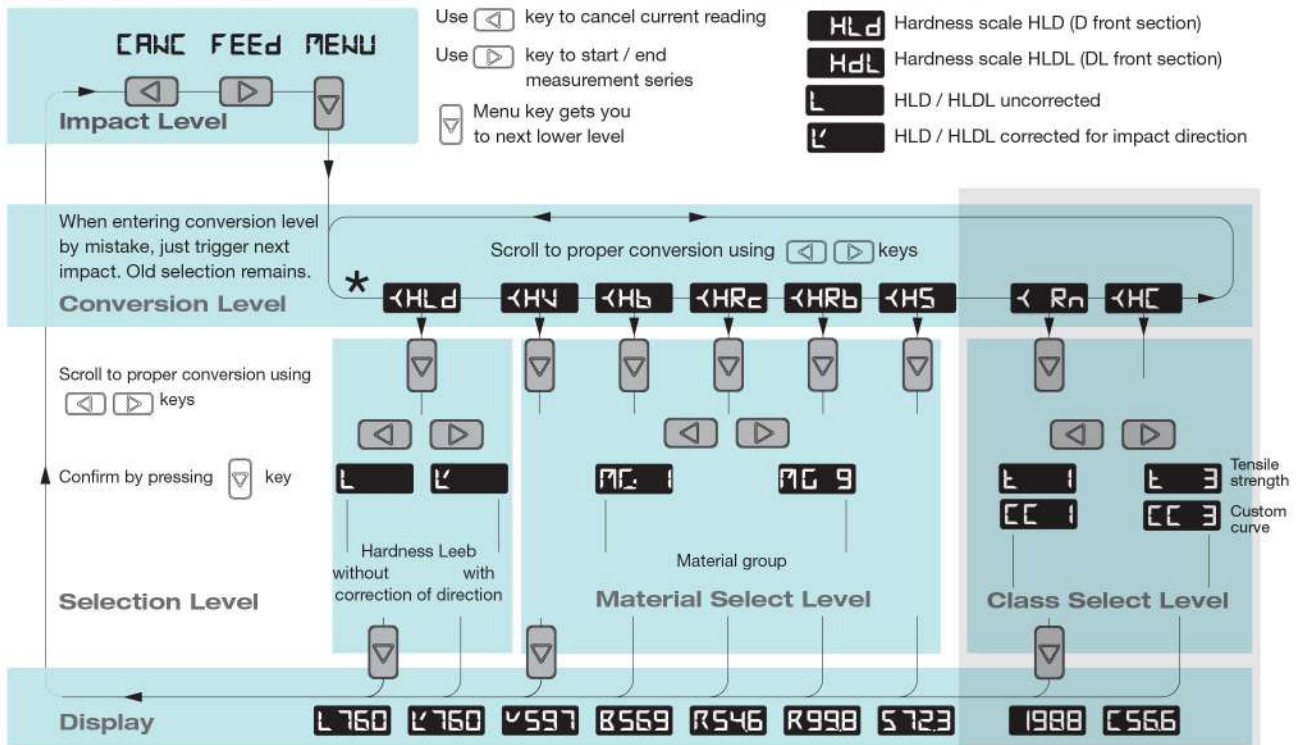 CANC FEEd MENU
Impact Level
Use key to cancel current reading
Use key to start / end
measurement series
Menu key gets you
to next lower level
HLd Hardness scale HLD (D front section)
HdL Hardness scale HLDL (DL front section)
L HLD / HLDL uncorrected
L' HLD / HLDL corrected for impact direction
When entering conversion level
by mistake, just trigger next
impact. Old selection remains.
Conversion Level
Scroll to proper conversion using keys
* <HLd <HV <Hb <HRc <HRb <HS < Rn <HC
Scroll to proper conversion using
keys
Confirm by pressing key
Selection Level
L L'
Hardness Leeb
without with
correction of direction
MG 1 MG 9
Material group
Material Select Level
t 1 t 3 Tensile
strength
CC 1 CC 3 Custom
curve
Class Select Level
Display
L 760 L'760 V597 B569 R54.6 R99.8 S72.3 1988 C56.6